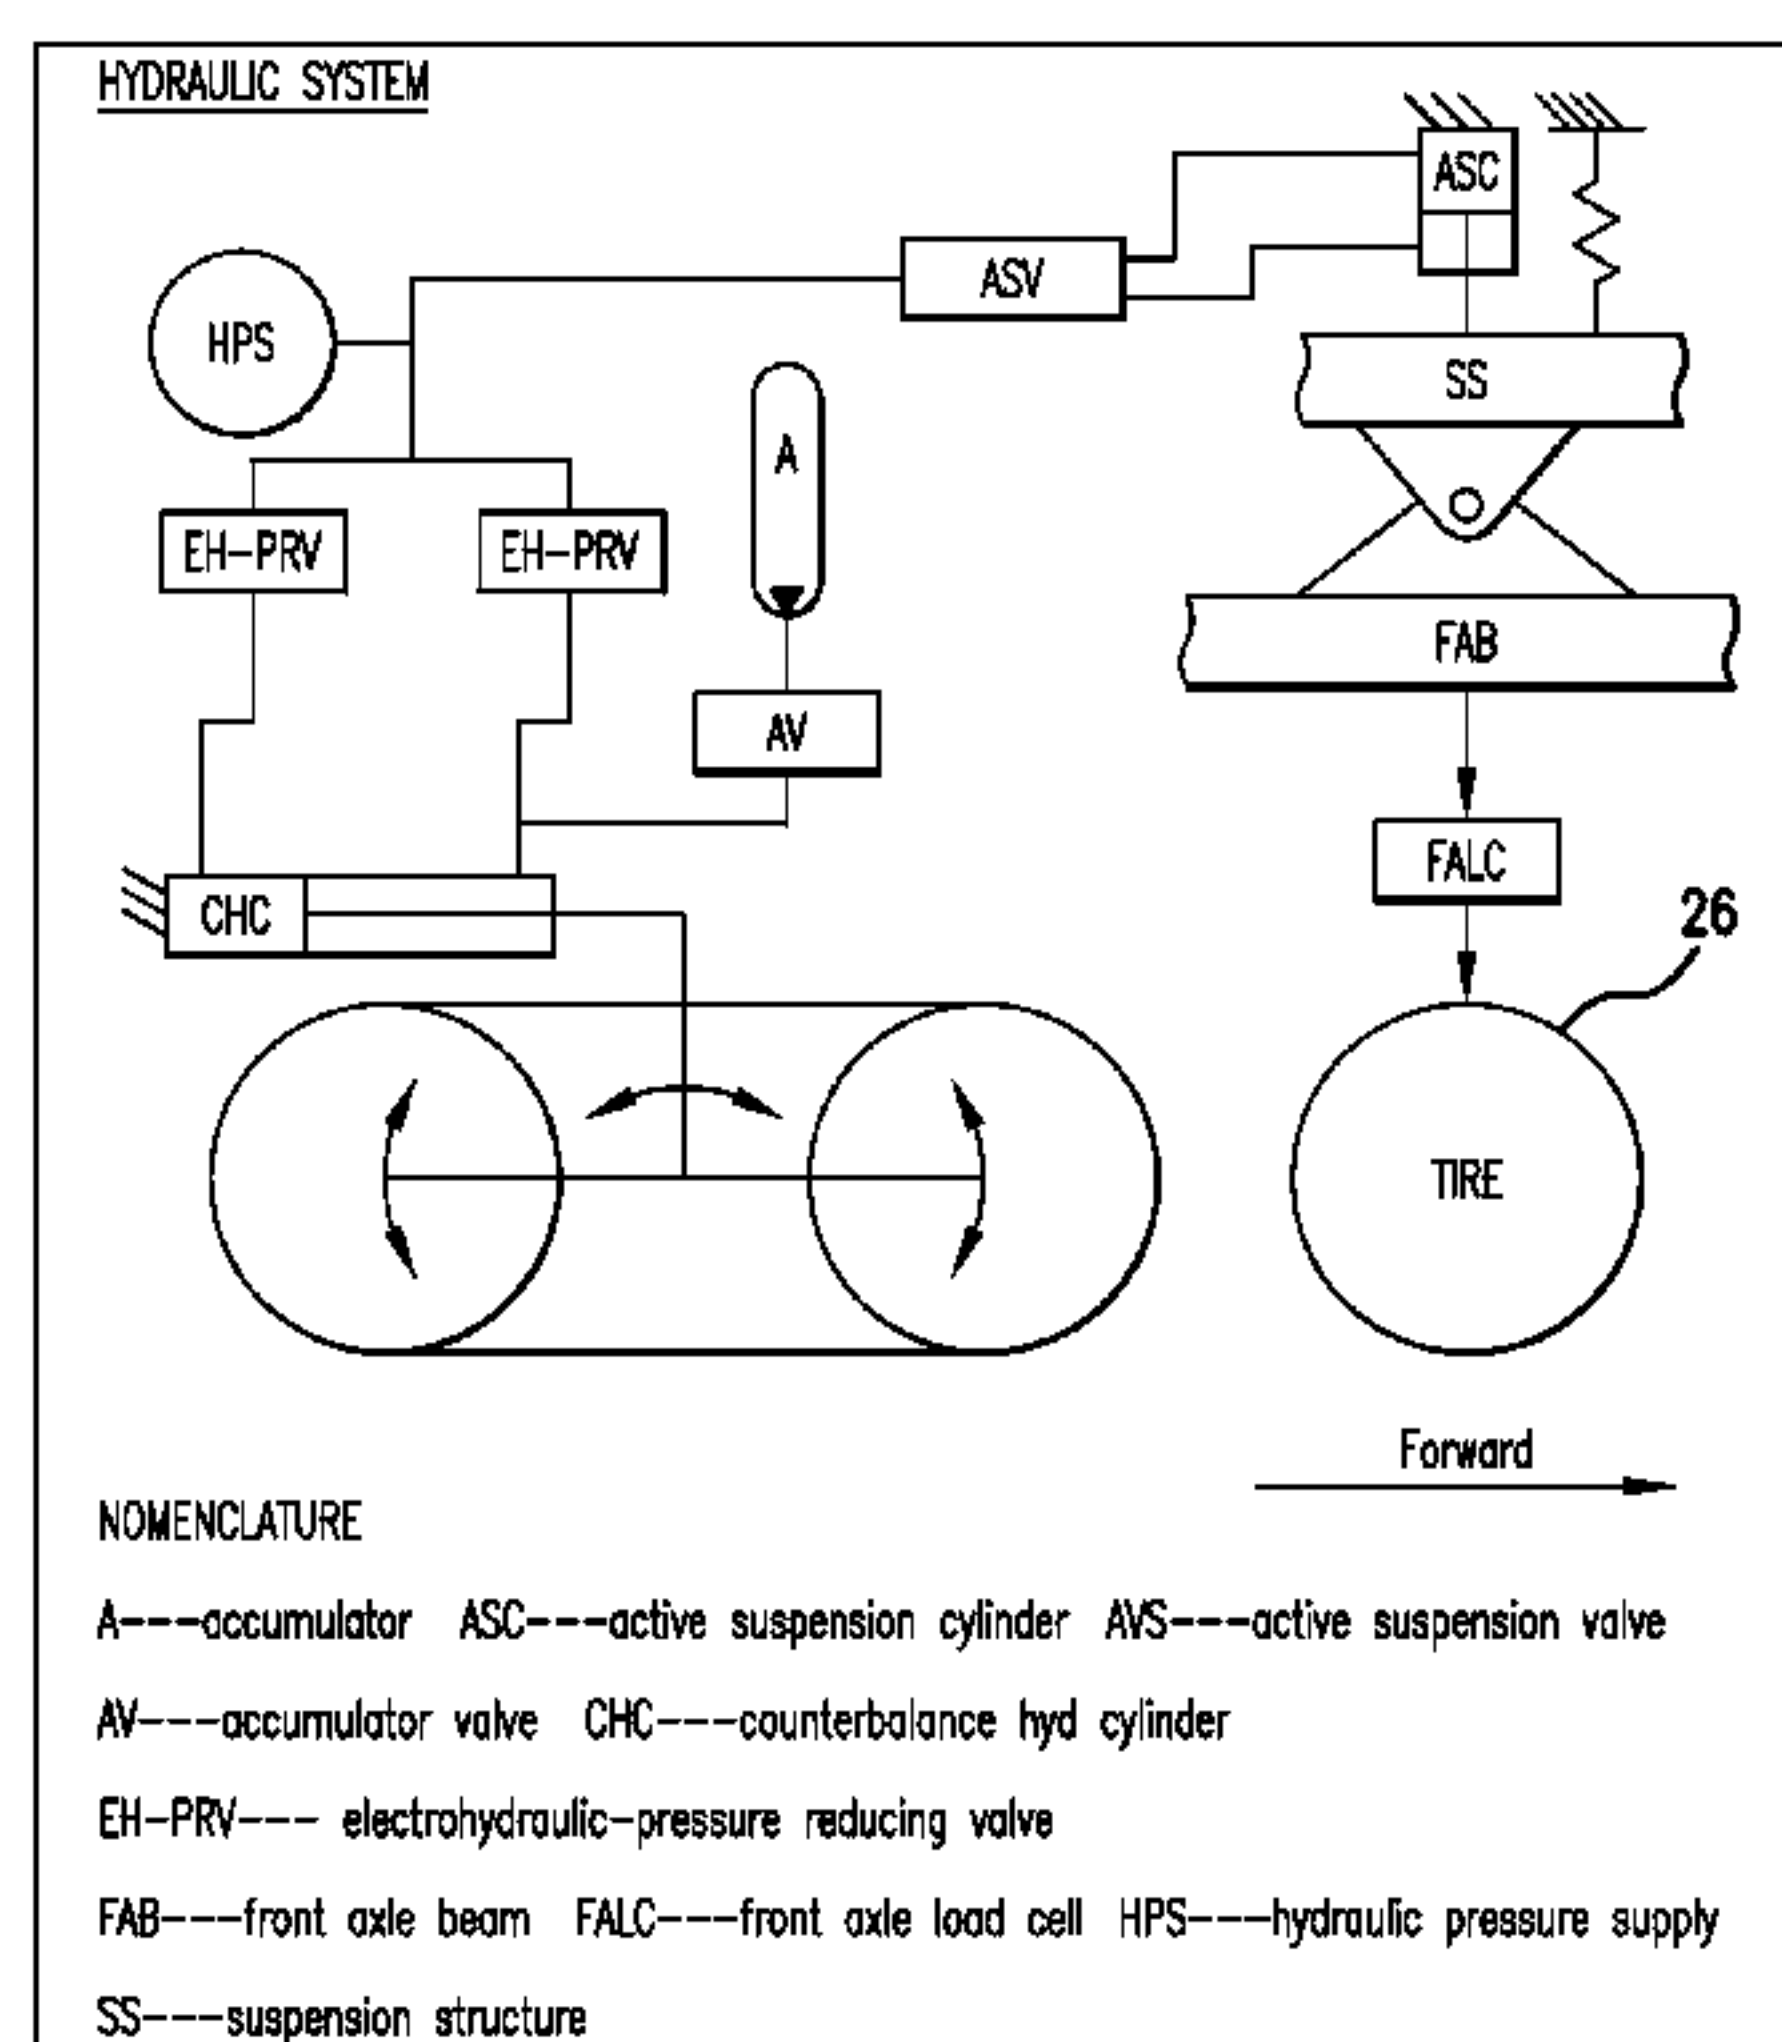 HYDRAULIC SYSTEM
ASC
ASV
HPS
SS
A
EH-PRV EH-PRV
FAB
AV
FALC
CHC
26
TIRE
Forward
NOMENCLATURE
A---accumulator ASC---active suspension cylinder AVS---active suspension valve
AV---accumulator valve CHC---counterbalance hyd cylinder
EH-PRV--- electrohydraulic-pressure reducing valve
FAB---front axle beam FALC---front axle load cell HPS---hydraulic pressure supply
SS---suspension structure